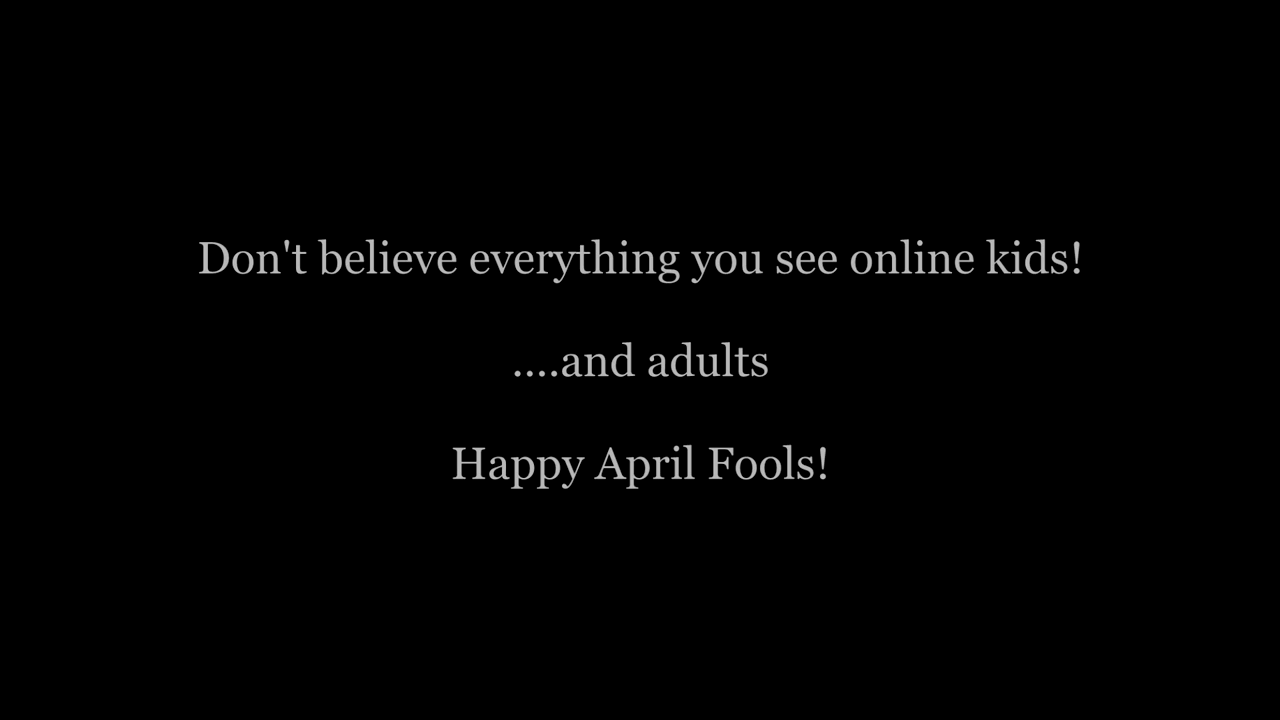 Don't believe everything you see online kids!
....and adults
Happy April Fools!